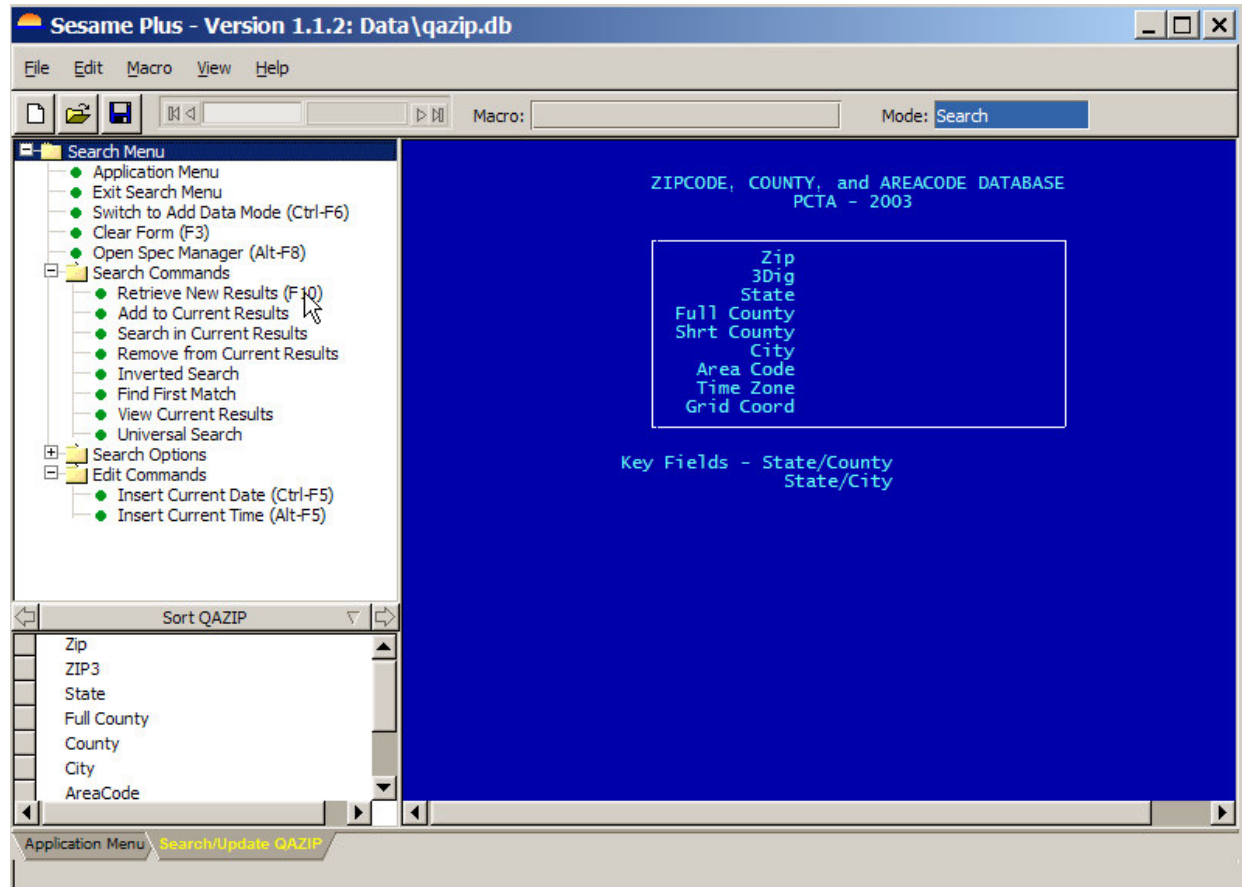 Sesame Plus - Version 1.1.2: Data\qazip.db
File Edit Macro View Help
Macro: Mode: Search
Search Menu
Application Menu
Exit Search Menu
Switch to Add Data Mode (Ctrl-F6)
Clear Form (F3)
Open Spec Manager (Alt-F8)
Search Commands
Retrieve New Results (F10)
Add to Current Results
Search in Current Results
Remove from Current Results
Inverted Search
Find First Match
View Current Results
Universal Search
Search Options
Edit Commands
Insert Current Date (Ctrl-F5)
Insert Current Time (Alt-F5)
Sort QAZIP
Zip
ZIP3
State
Full County
County
City
AreaCode
ZIPCODE, COUNTY, and AREACODE DATABASE
PCTA - 2003
Zip
3Dig
State
Full County
Shrt County
City
Area Code
Time Zone
Grid Coord
Key Fields - State/County
State/City
Application Menu Search/Update QAZIP